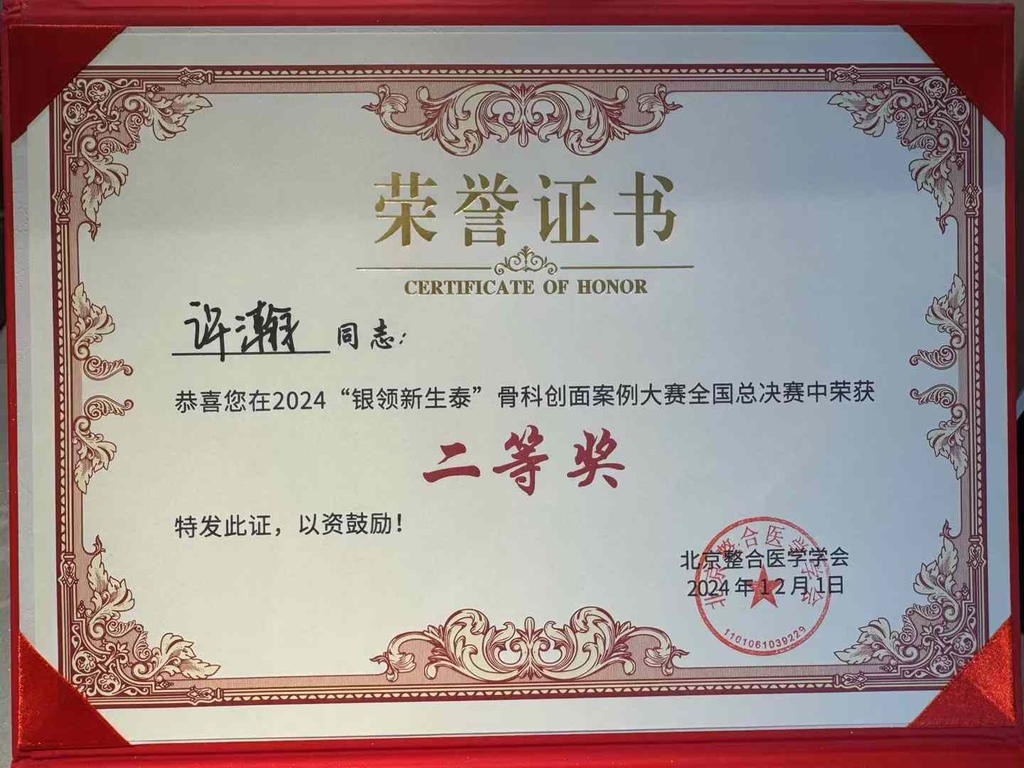 荣誉证书
CERTIFICATE OF HONOR
许瀚 同志：
恭喜您在2024“银领新生泰”骨科创面案例大赛全国总决赛中荣获
二等奖
特发此证，以资鼓励！
北京整合医学学会
2024年12月1日
北京整合医学学会
1101061039229